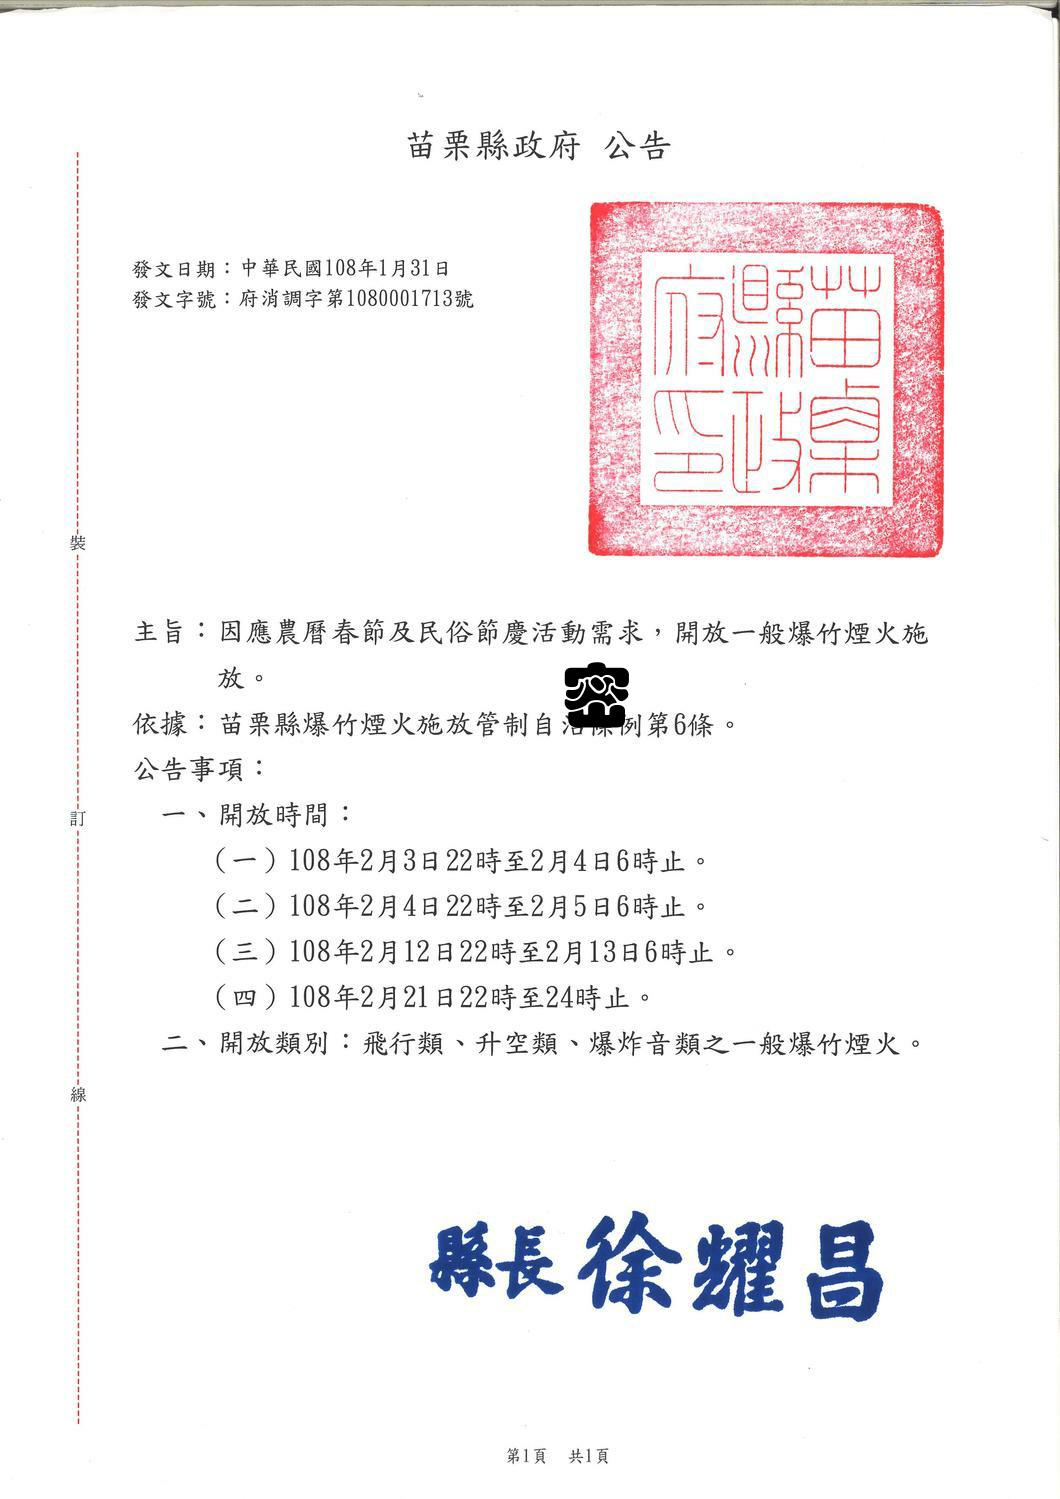 苗栗縣政府 公告
發文日期：中華民國108年1月31日
發文字號：府消調字第1080001713號
苗栗縣政府印
主旨：因應農曆春節及民俗節慶活動需求，開放一般爆竹煙火施
放。
依據：苗栗縣爆竹煙火施放管制自治條例第6條。
公告事項：
一、開放時間：
（一）108年2月3日22時至2月4日6時止。
（二）108年2月4日22時至2月5日6時止。
（三）108年2月12日22時至2月13日6時止。
（四）108年2月21日22時至24時止。
二、開放類別：飛行類、升空類、爆炸音類之一般爆竹煙火。
縣長徐耀昌
裝
訂
線
第1頁 共1頁